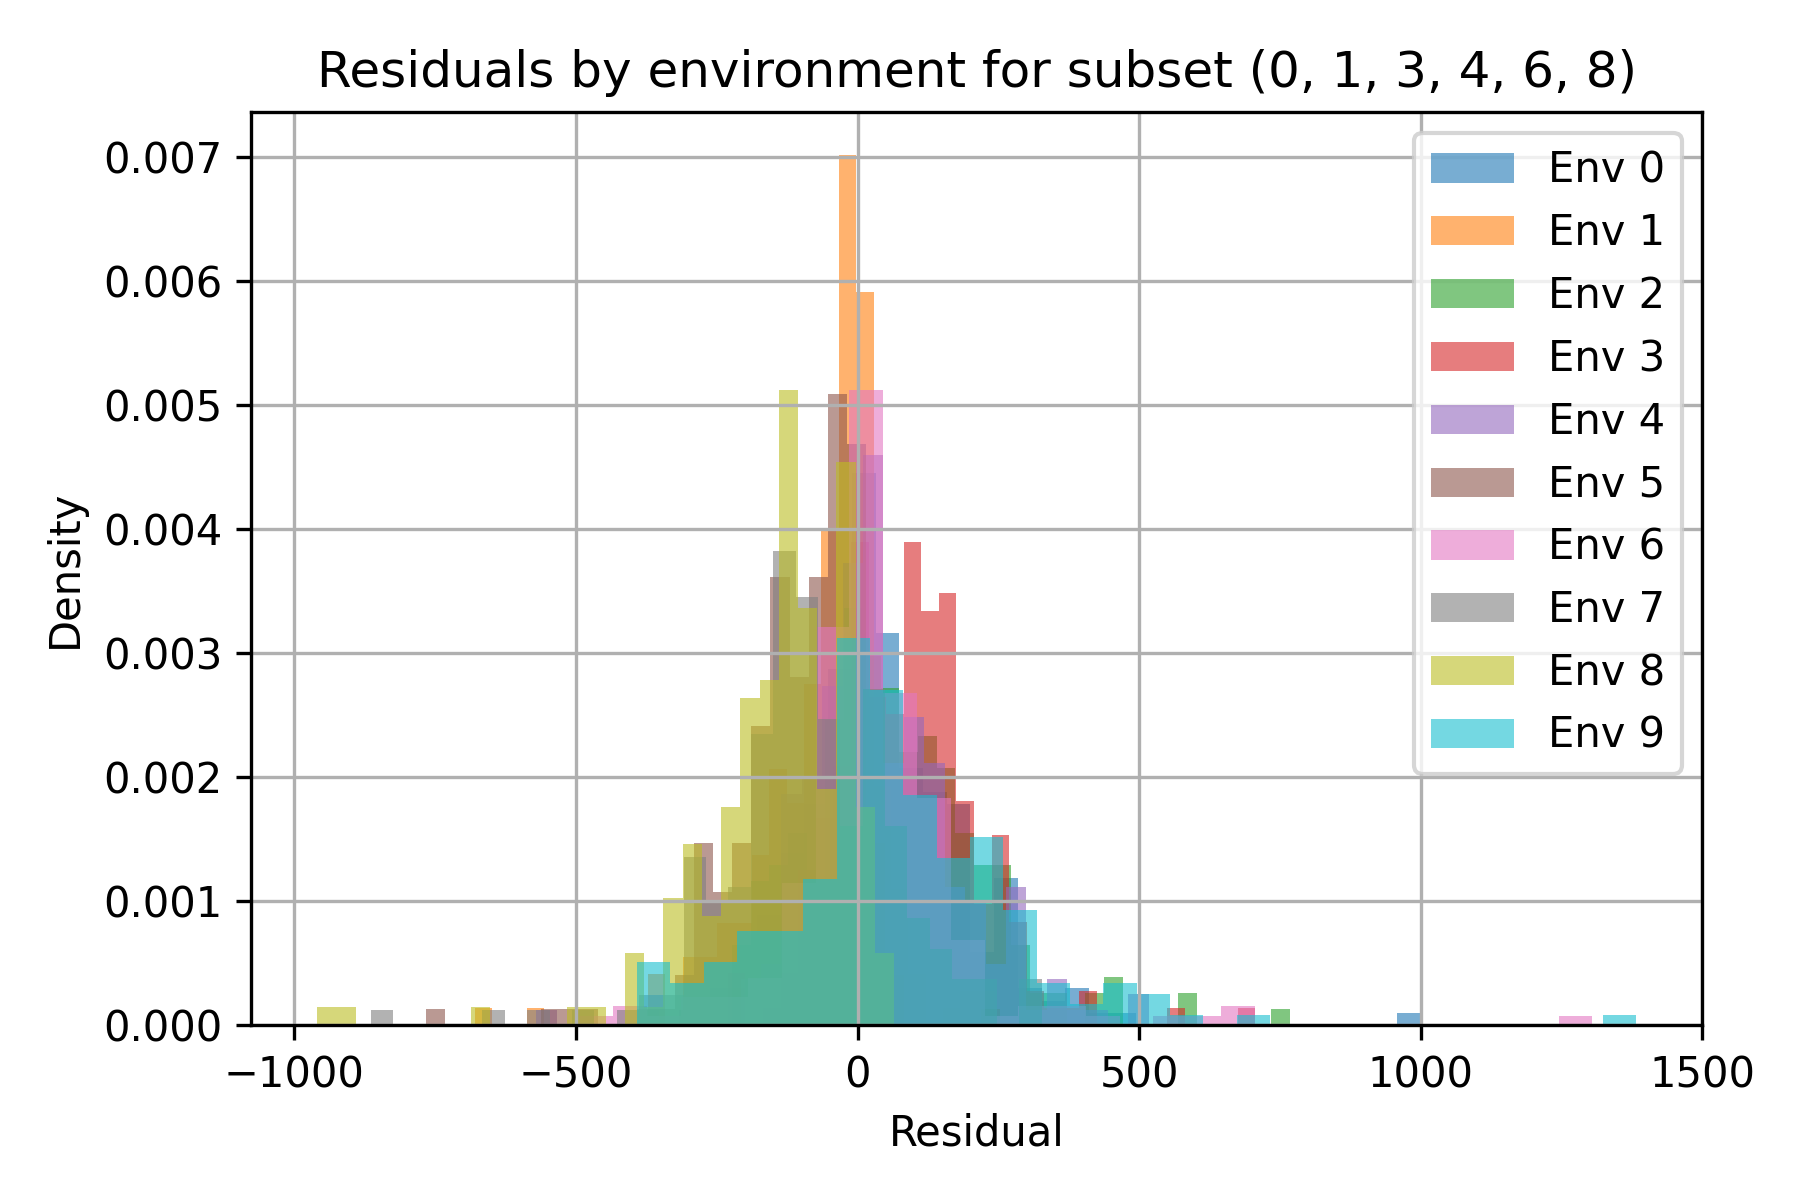 Residuals by environment for subset (0, 1, 3, 4, 6, 8)
0.007
0.006
0.005
0.004
0.003
0.002
0.001
0.000
Density
−1000
−500
0
500
1000
1500
Residual
Env 0
Env 1
Env 2
Env 3
Env 4
Env 5
Env 6
Env 7
Env 8
Env 9